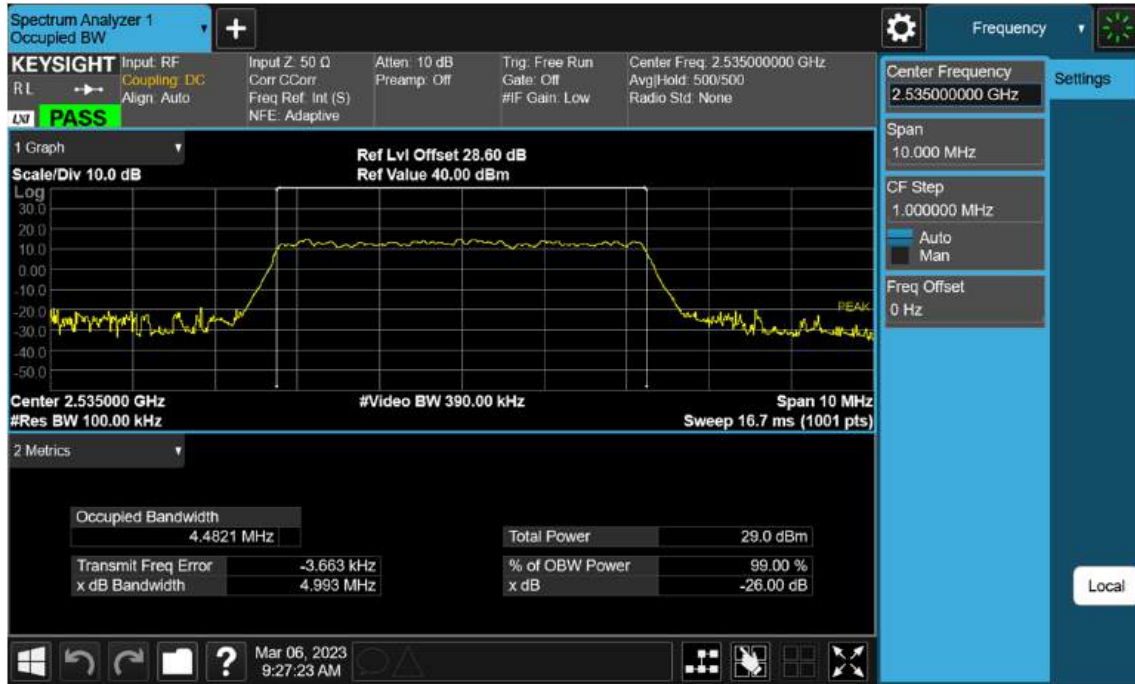 Spectrum Analyzer 1
Occupied BW
+
Frequency
KEYSIGHT
R L
LXI
PASS
Input: RF
Coupling: DC
Align: Auto
Input Z: 50 Ω
Corr CCorr
Freq Ref: Int (S)
NFE: Adaptive
Atten: 10 dB
Preamp: Off
Trig: Free Run
Gate: Off
#IF Gain: Low
Center Freq: 2.535000000 GHz
Avg|Hold: 500/500
Radio Std: None
Center Frequency
2.535000000 GHz
Settings
Span
10.000 MHz
CF Step
1.000000 MHz
Auto
Man
Freq Offset
0 Hz
Local
1 Graph
Scale/Div 10.0 dB
Ref Lvl Offset 28.60 dB
Ref Value 40.00 dBm
Log
30.0
20.0
10.0
0.00
-10.0
-20.0
-30.0
-40.0
-50.0
PEAK
Center 2.535000 GHz
#Video BW 390.00 kHz
Span 10 MHz
#Res BW 100.00 kHz
Sweep 16.7 ms (1001 pts)
2 Metrics
Occupied Bandwidth
4.4821 MHz
Total Power 29.0 dBm
Transmit Freq Error -3.663 kHz
% of OBW Power 99.00 %
x dB Bandwidth 4.993 MHz
x dB -26.00 dB
?
Mar 06, 2023
9:27:23 AM